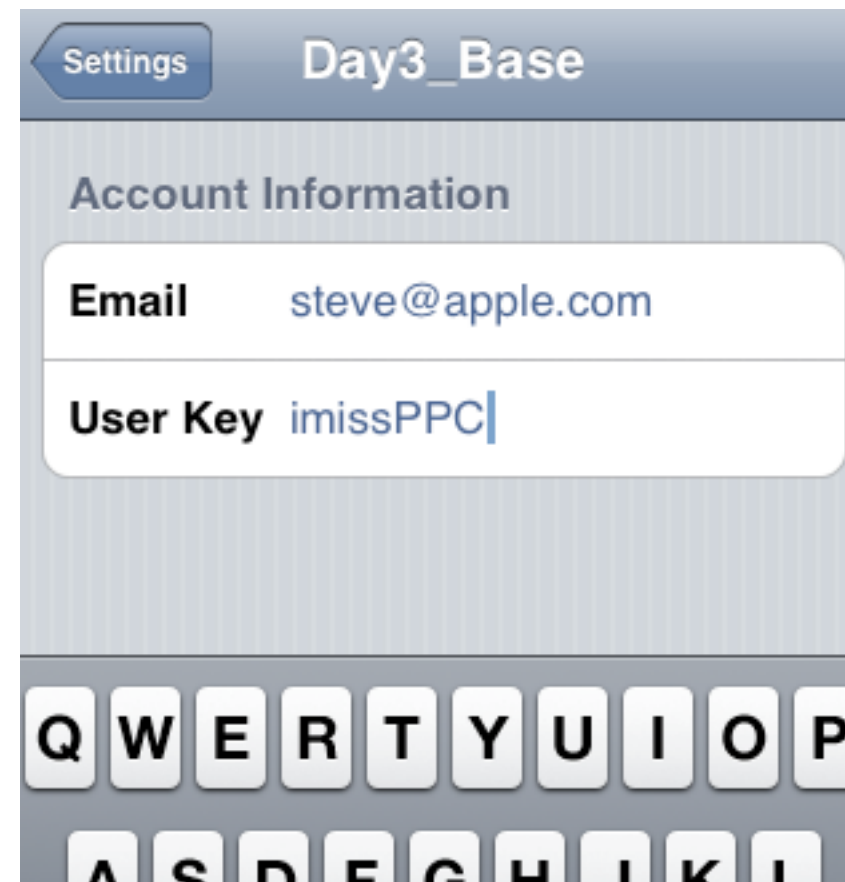 Settings Day3_Base
Account Information
Email steve@apple.com
User Key imissPPC
Q W E R T Y U I O P
A S D F G H J K L